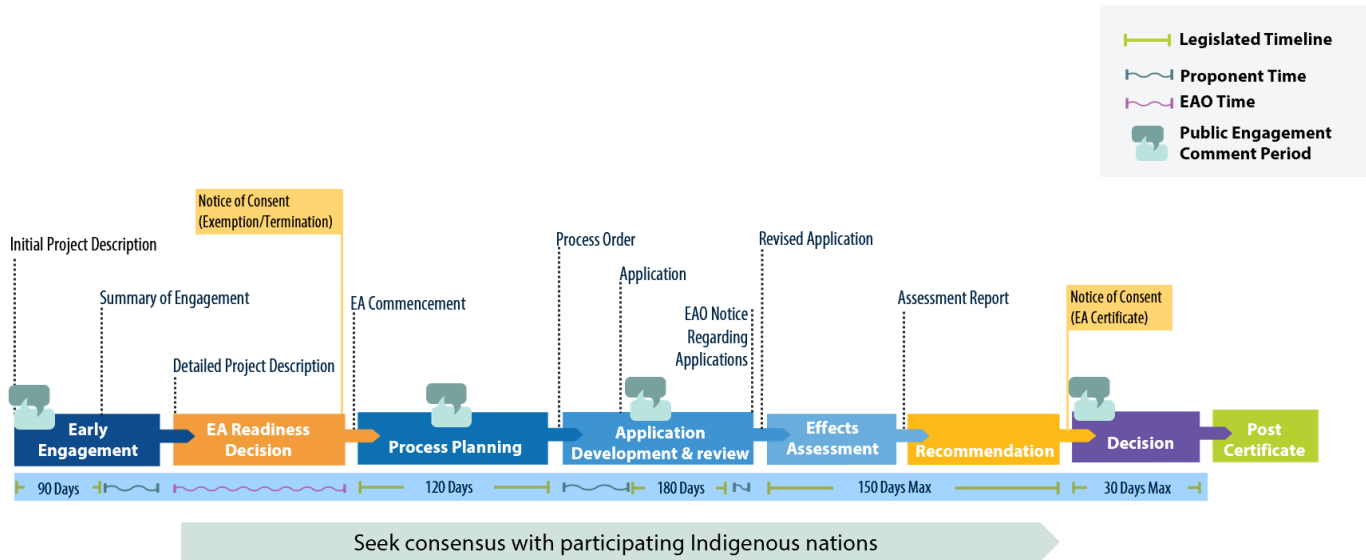 Legislated Timeline
Proponent Time
EAO Time
Public Engagement
Comment Period
Notice of Consent
(Exemption/Termination)
Initial Project Description
Summary of Engagement
Detailed Project Description
EA Commencement
Process Order
Application
EAO Notice
Regarding
Applications
Revised Application
Assessment Report
Notice of Consent
(EA Certificate)
Early
Engagement
EA Readiness
Decision
Process Planning
Application
Development & review
Effects
Assessment
Recommendation
Decision
Post
Certificate
90 Days
120 Days
180 Days
150 Days Max
30 Days Max
Seek consensus with participating Indigenous nations